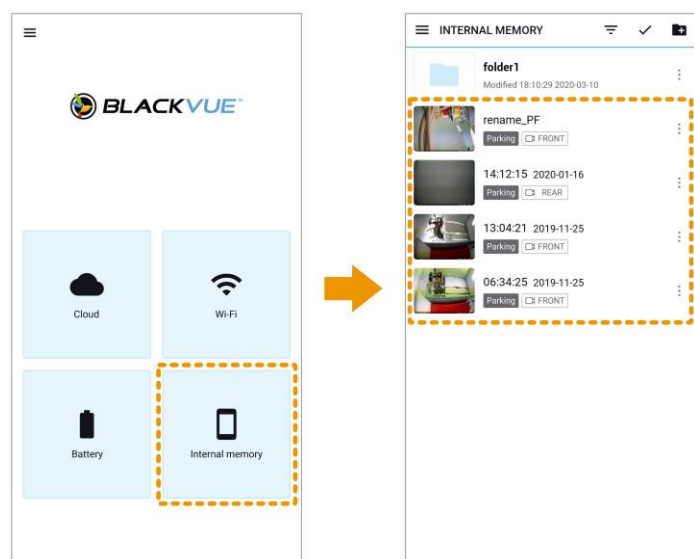 BLACKVUE
Cloud
Wi-Fi
Battery
Internal memory
INTERNAL MEMORY
folder1
Modified 18:10:29 2020-03-10
rename_PF
Parking FRONT
14:12:15 2020-01-16
Parking REAR
13:04:21 2019-11-25
Parking FRONT
06:34:25 2019-11-25
Parking FRONT